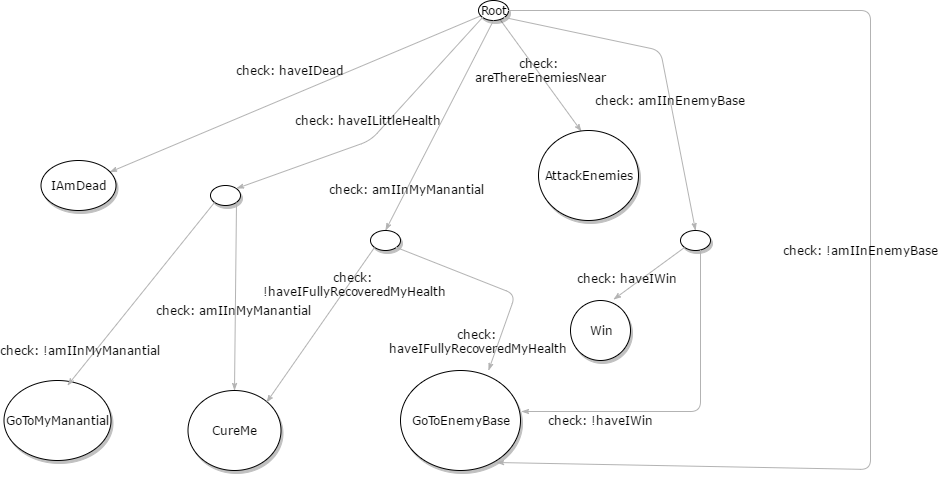 Root
check: haveIDead
check:
areThereEnemiesNear
check: amIInEnemyBase
check: haveILittleHealth
IAmDead
check: amIInMyManantial
AttackEnemies
check: !amIInEnemyBase
check:
!haveIFullyRecoveredMyHealth
check: haveIWin
check: amIInMyManantial
Win
check: !amIInMyManantial
check:
haveIFullyRecoveredMyHealth
GoToMyManantial
CureMe
GoToEnemyBase
check: !haveIWin